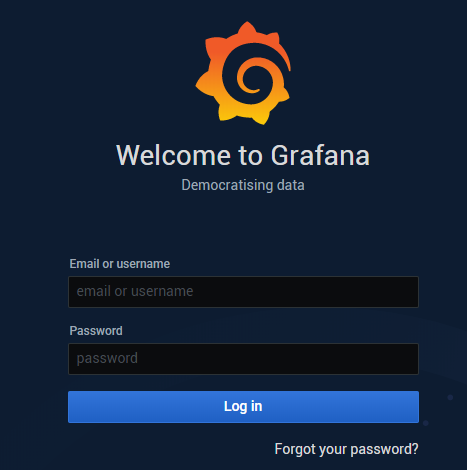 Welcome to Grafana
Democratising data
Email or username
email or username
Password
password
Log in
Forgot your password?